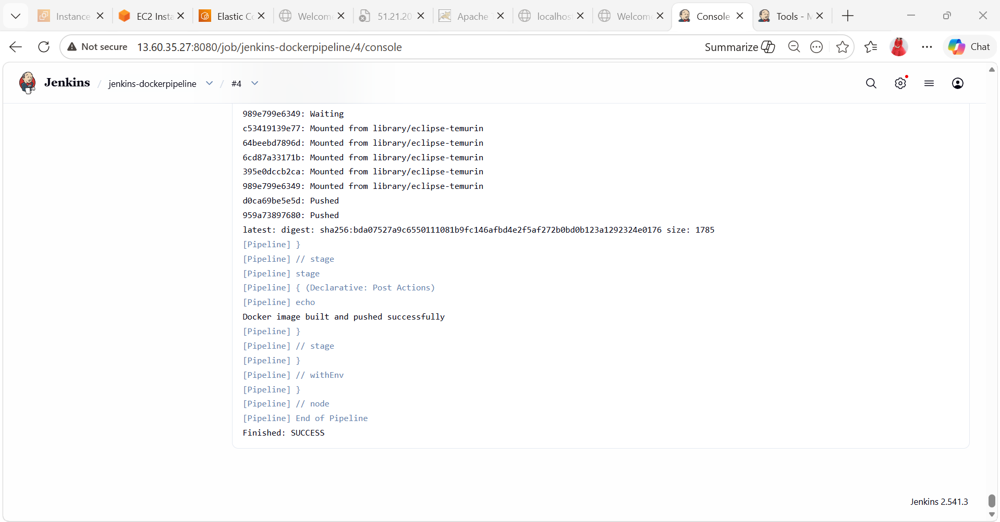 Instance
EC2 Insta
Elastic Co
Welcome
51.21.20
Apache T
localhost
Welcome
Console
Tools - M
Not secure 13.60.35.27:8080/job/jenkins-dockerpipeline/4/console Summarize Chat
Jenkins / jenkins-dockerpipeline / #4
989e799e6349: Waiting
c53419139e77: Mounted from library/eclipse-temurin
64beebd7896d: Mounted from library/eclipse-temurin
6cd87a33171b: Mounted from library/eclipse-temurin
395e0dccb2ca: Mounted from library/eclipse-temurin
989e799e6349: Mounted from library/eclipse-temurin
d0ca69be5e5d: Pushed
959a73897680: Pushed
latest: digest: sha256:bda07527a9c6550111081b9fc146afbd4e2f5af272b0bd0b123a1292324e0176 size: 1785
[Pipeline] }
[Pipeline] // stage
[Pipeline] stage
[Pipeline] { (Declarative: Post Actions)
[Pipeline] echo
Docker image built and pushed successfully
[Pipeline] }
[Pipeline] // stage
[Pipeline] }
[Pipeline] // withEnv
[Pipeline] }
[Pipeline] // node
[Pipeline] End of Pipeline
Finished: SUCCESS
Jenkins 2.541.3